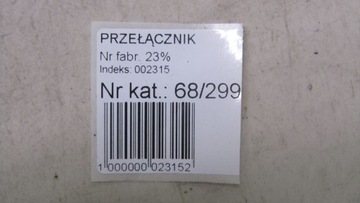 PRZEŁĄCZNIK
Nr fabr. 23%
Indeks: 002315
Nr kat.: 68/299
1 000000 023152